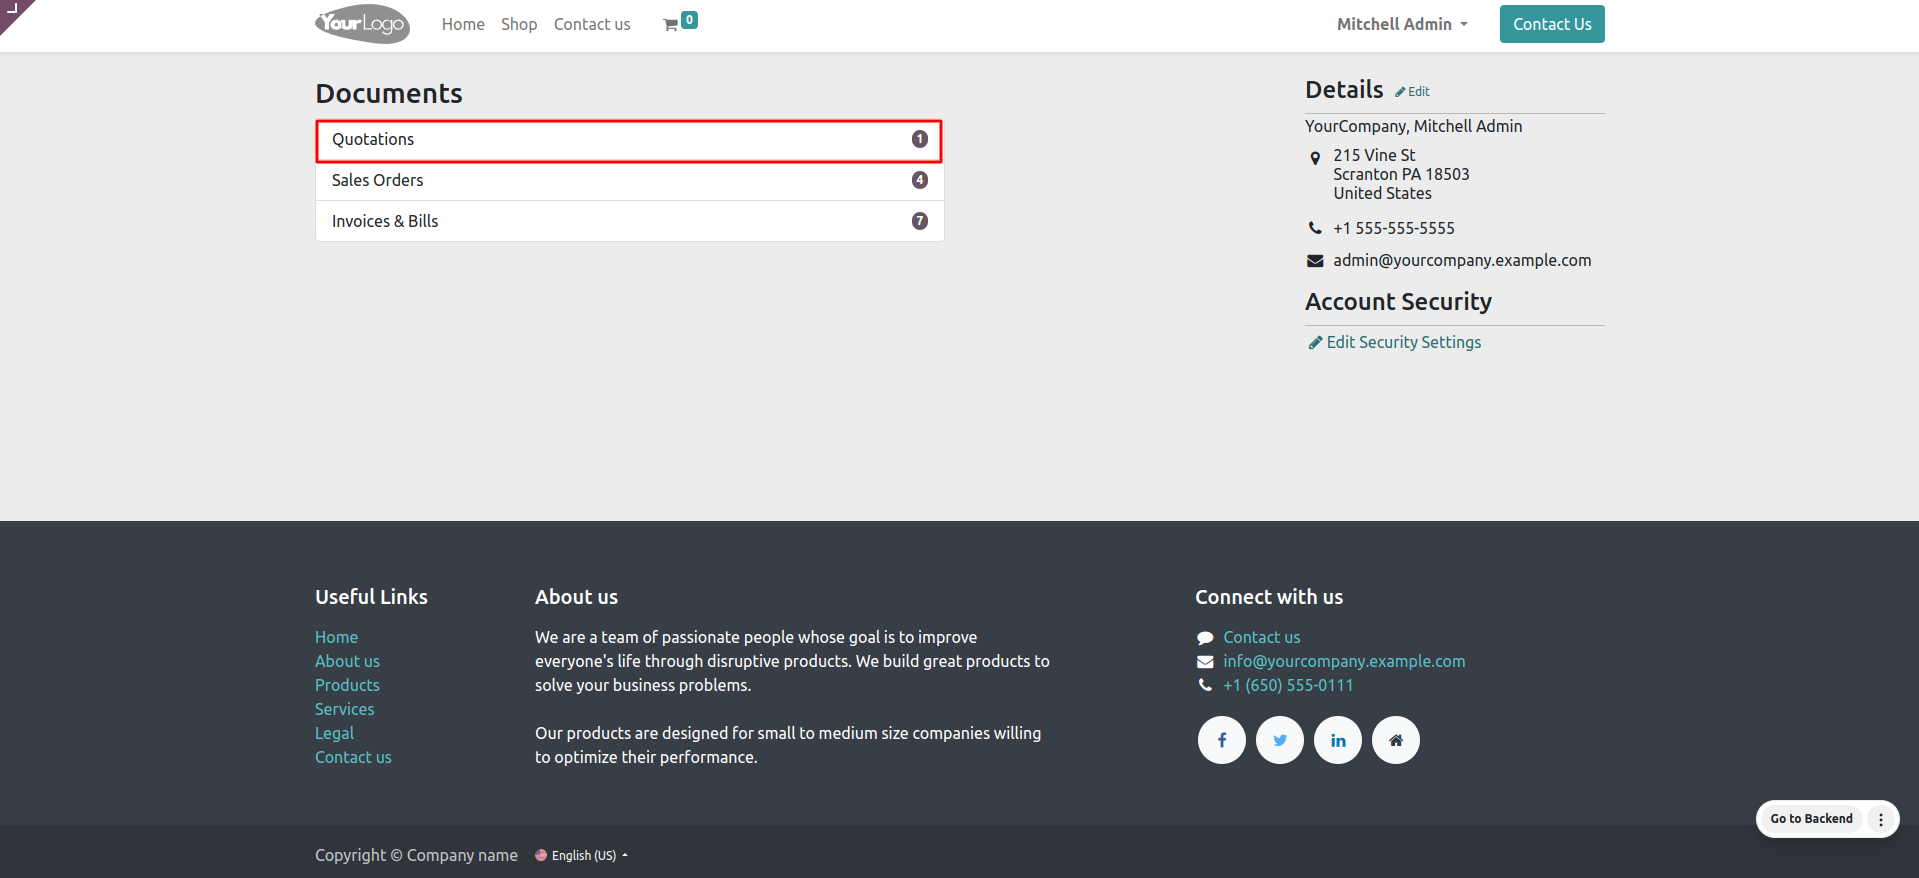 YourLogo
Home
Shop
Contact us
0
Mitchell Admin
Contact Us
Documents
Quotations 1
Sales Orders 4
Invoices & Bills 7
Details
Edit
YourCompany, Mitchell Admin
215 Vine St
Scranton PA 18503
United States
+1 555-555-5555
admin@yourcompany.example.com
Account Security
Edit Security Settings
Useful Links
Home
About us
Products
Services
Legal
Contact us
About us
We are a team of passionate people whose goal is to improve
everyone's life through disruptive products. We build great products to
solve your business problems.
Our products are designed for small to medium size companies willing
to optimize their performance.
Connect with us
Contact us
info@yourcompany.example.com
+1 (650) 555-0111
Go to Backend
Copyright © Company name
English (US)